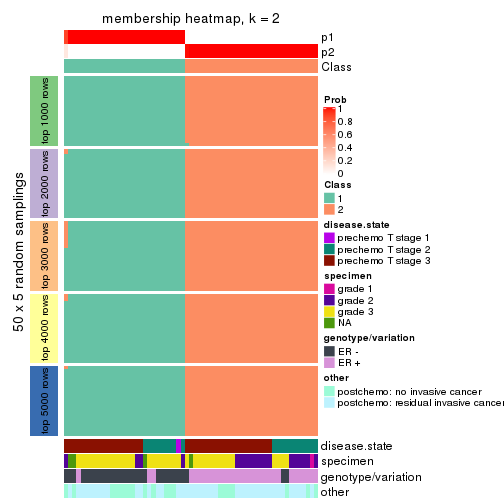 membership heatmap, k = 2
p1
p2
Class
50 x 5 random samplings
top 1000 rows
top 2000 rows
top 3000 rows
top 4000 rows
top 5000 rows
Prob
1
0.8
0.6
0.4
0.2
0
Class
1
2
disease.state
prechemo T stage 1
prechemo T stage 2
prechemo T stage 3
specimen
grade 1
grade 2
grade 3
NA
genotype/variation
ER -
ER +
other
postchemo: no invasive cancer
postchemo: residual invasive cancer
disease.state
specimen
genotype/variation
other